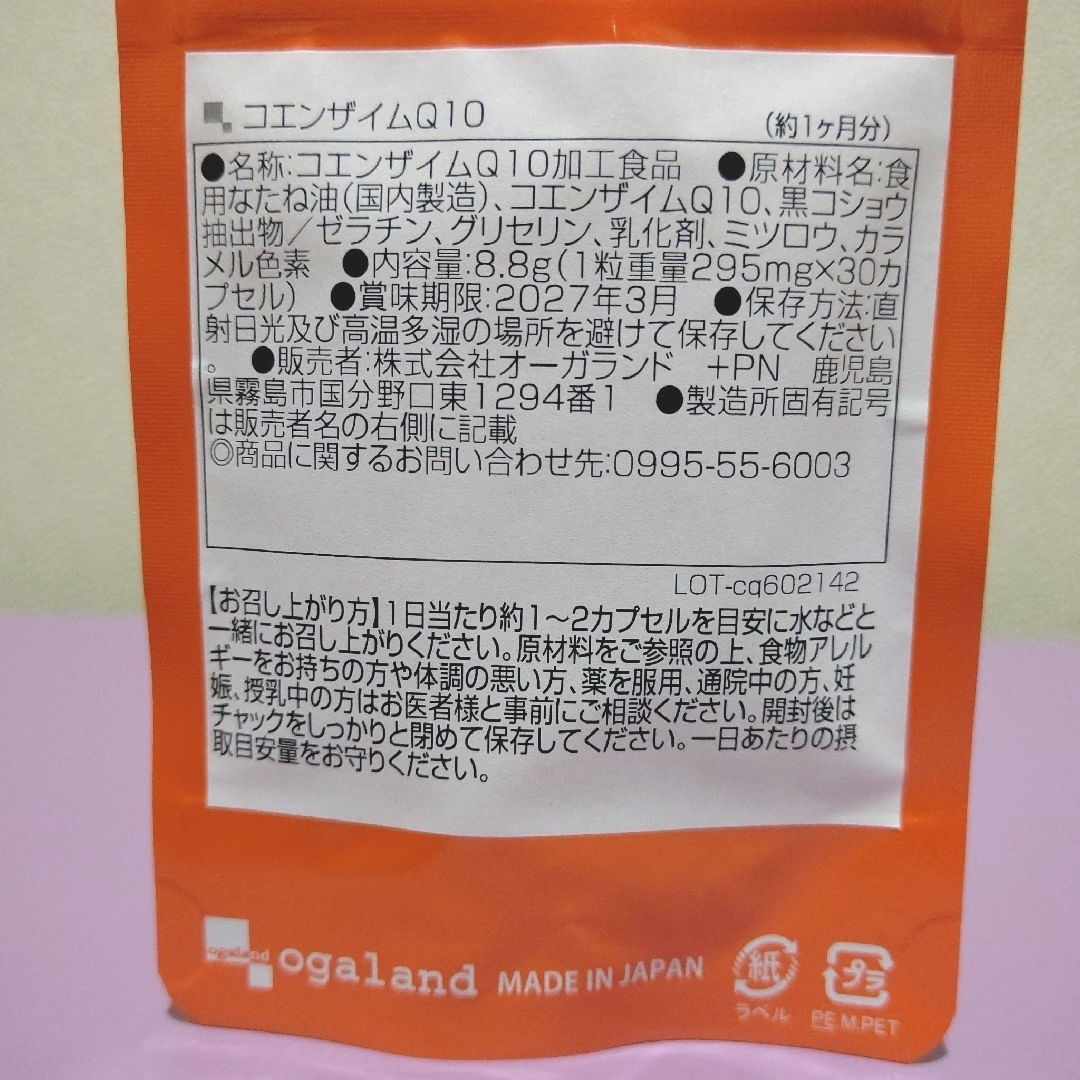 コエンザイムQ10
(約1ヶ月分)
●名称:コエンザイムQ10加工食品　●原材料名:食
用なたね油(国内製造)、コエンザイムQ10、黒コショウ
抽出物/ゼラチン、グリセリン、乳化剤、ミツロウ、カラ
メル色素　●内容量:8.8g(1粒重量295mg×30カ
プセル)　●賞味期限:2027年3月　●保存方法:直
射日光及び高温多湿の場所を避けて保存してください
。　●販売者:株式会社オーガランド　+PN　鹿児島
県霧島市国分野口東1294番1　●製造所固有記号
は販売者名の右側に記載
◎商品に関するお問い合わせ先:0995-55-6003
LOT-cq602142
【お召し上がり方】1日当たり約1～2カプセルを目安に水などと
一緒にお召し上がりください。原材料をご参照の上、食物アレル
ギーをお持ちの方や体調の悪い方、薬を服用、通院中の方、妊
娠、授乳中の方はお医者様と事前にご相談ください。開封後は
チャックをしっかりと閉めて保存してください。一日あたりの摂
取目安量をお守りください。
ogaland
ogaland MADE IN JAPAN
紙
ラベル
プラ
PE M.PET